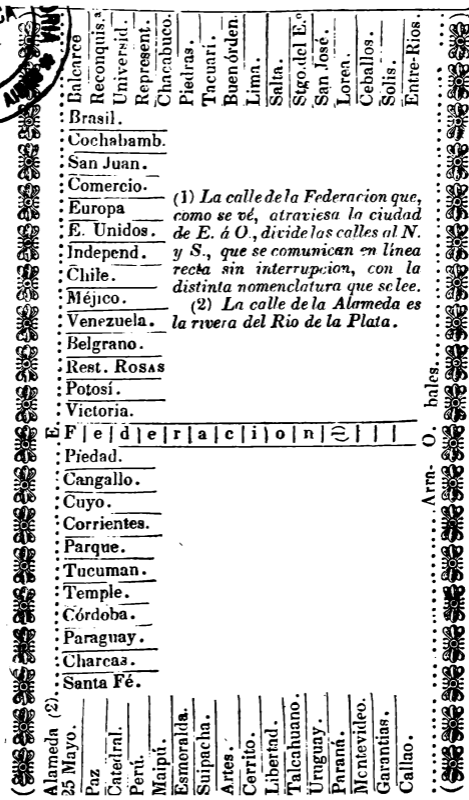 Balcarce
Reconquis.ª
Universid.
Represent.
Chacabuco.
Piedras.
Tacuari.
Buen órden.
Lima.
Salta.
Stgo. del E.º
San José.
Lorea.
Ceballos.
Solis.
Entre-Rios.
Brasil.
Cochabamb.
San Juan.
Comercio.
Europa
E. Unidos.
Independ.
Chile.
Méjico.
Venezuela.
Belgrano.
Rest. ROSAS
Potosí.
Victoria.
(1) La calle de la Federacion que,
como se vé, atraviesa la ciudad
de E. á O., divide las calles al N.
y S., que se comunican en línea
recta sin interrupcion, con la
distinta nomenclatura que se lee.
(2) La calle de la Alameda es
la rivera del Rio de la Plata.
E. F|e|d|e|r|a|c|i|o|n|(1)| | | O.
Piedad.
Cangallo.
Cuyo.
Corrientes.
Parque.
Tucuman.
Temple.
Córdoba.
Paraguay.
Charcas.
Santa Fé.
Alameda (2)
Arra- bales
25 Mayo.
Paz
Catedral.
Perú.
Maipú.
Esmeralda.
Suipacha.
Artes.
Cerrito.
Libertad.
Talcahuano.
Uruguay.
Paraná.
Montevideo.
Garantias.
Callao.